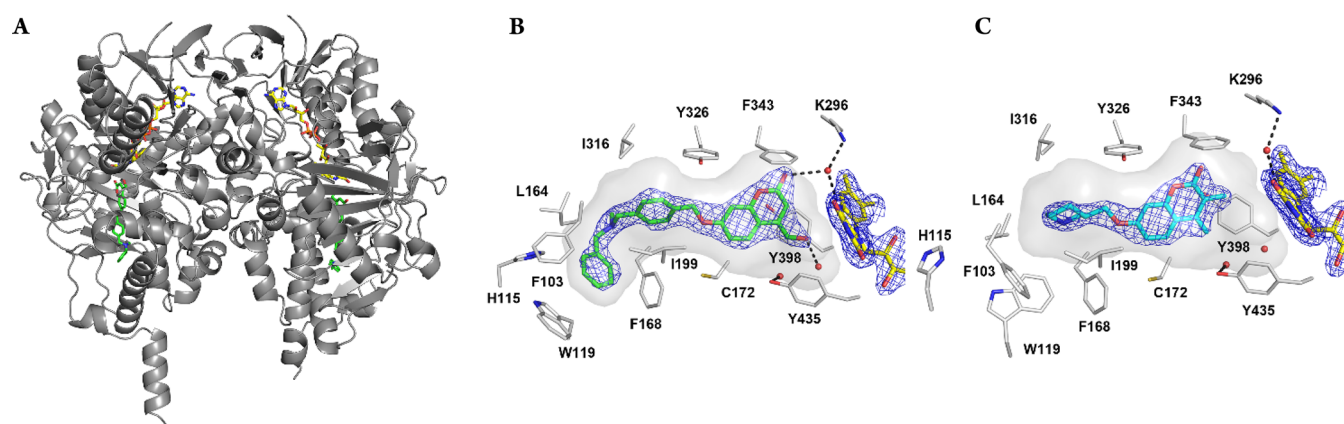 A
B
C
K296
Y326
F343
I316
L164
H115
F103
I199
Y398
H115
C172
W119
F168
Y435
K296
F343
Y326
I316
L164
Y398
I199
F103
C172
Y435
F168
W119